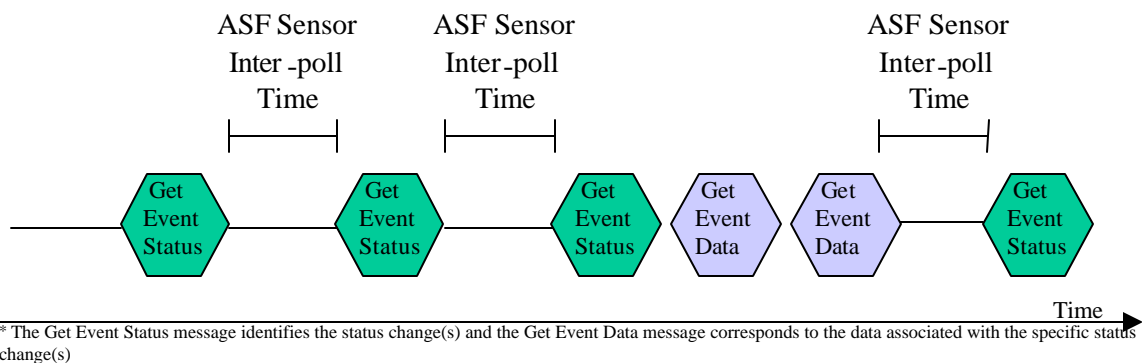 ASF Sensor
Inter-poll
Time
ASF Sensor
Inter-poll
Time
ASF Sensor
Inter-poll
Time
Get
Event
Status
Get
Event
Status
Get
Event
Status
Get
Event
Data
Get
Event
Data
Get
Event
Status
Time
* The Get Event Status message identifies the status change(s) and the Get Event Data message corresponds to the data associated with the specific status
change(s)